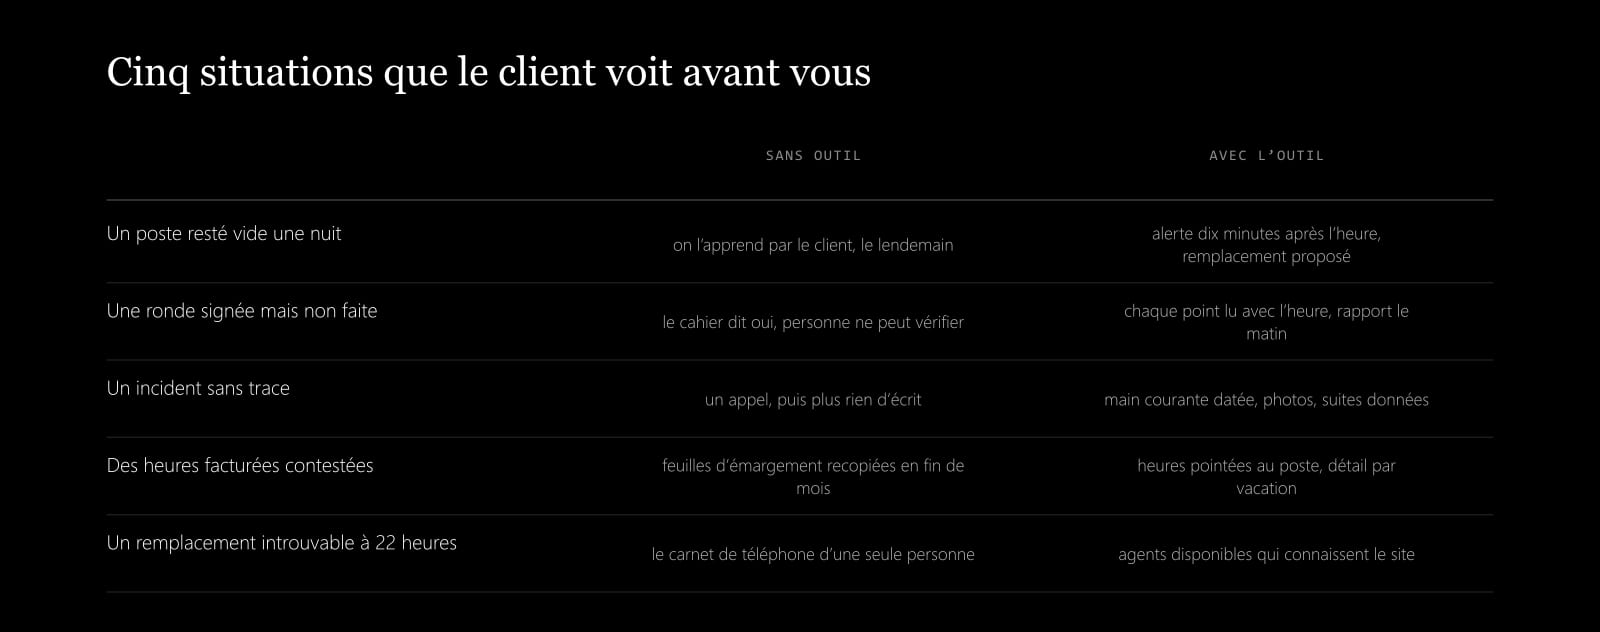 Cinq situations que le client voit avant vous
SANS OUTIL
AVEC L’OUTIL
Un poste resté vide une nuit
on l’apprend par le client, le lendemain
alerte dix minutes après l’heure,
remplacement proposé
Une ronde signée mais non faite
le cahier dit oui, personne ne peut vérifier
chaque point lu avec l’heure, rapport le
matin
Un incident sans trace
un appel, puis plus rien d’écrit
main courante datée, photos, suites données
Des heures facturées contestées
feuilles d’émargement recopiées en fin de
mois
heures pointées au poste, détail par
vacation
Un remplacement introuvable à 22 heures
le carnet de téléphone d’une seule personne
agents disponibles qui connaissent le site